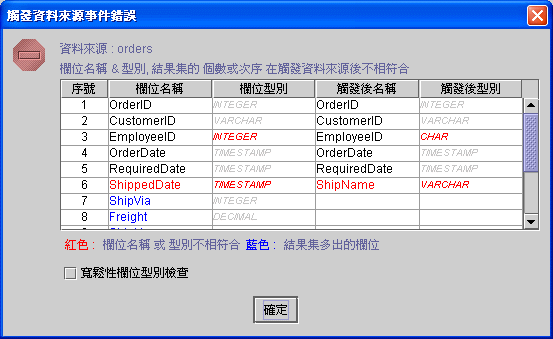 觸發資料來源事件錯誤
資料來源 : orders
欄位名稱 & 型別, 結果集的 個數或次序 在觸發資料來源後不相符合
序號 欄位名稱 欄位型別 觸發後名稱 觸發後型別
1 OrderID INTEGER OrderID INTEGER
2 CustomerID VARCHAR CustomerID VARCHAR
3 EmployeeID INTEGER EmployeeID CHAR
4 OrderDate TIMESTAMP OrderDate TIMESTAMP
5 RequiredDate TIMESTAMP RequiredDate TIMESTAMP
6 ShippedDate TIMESTAMP ShipName VARCHAR
7 ShipVia INTEGER
8 Freight DECIMAL
紅色 : 欄位名稱 或 型別不相符合 藍色 : 結果集多出的欄位
寬鬆性欄位型別檢查
確定